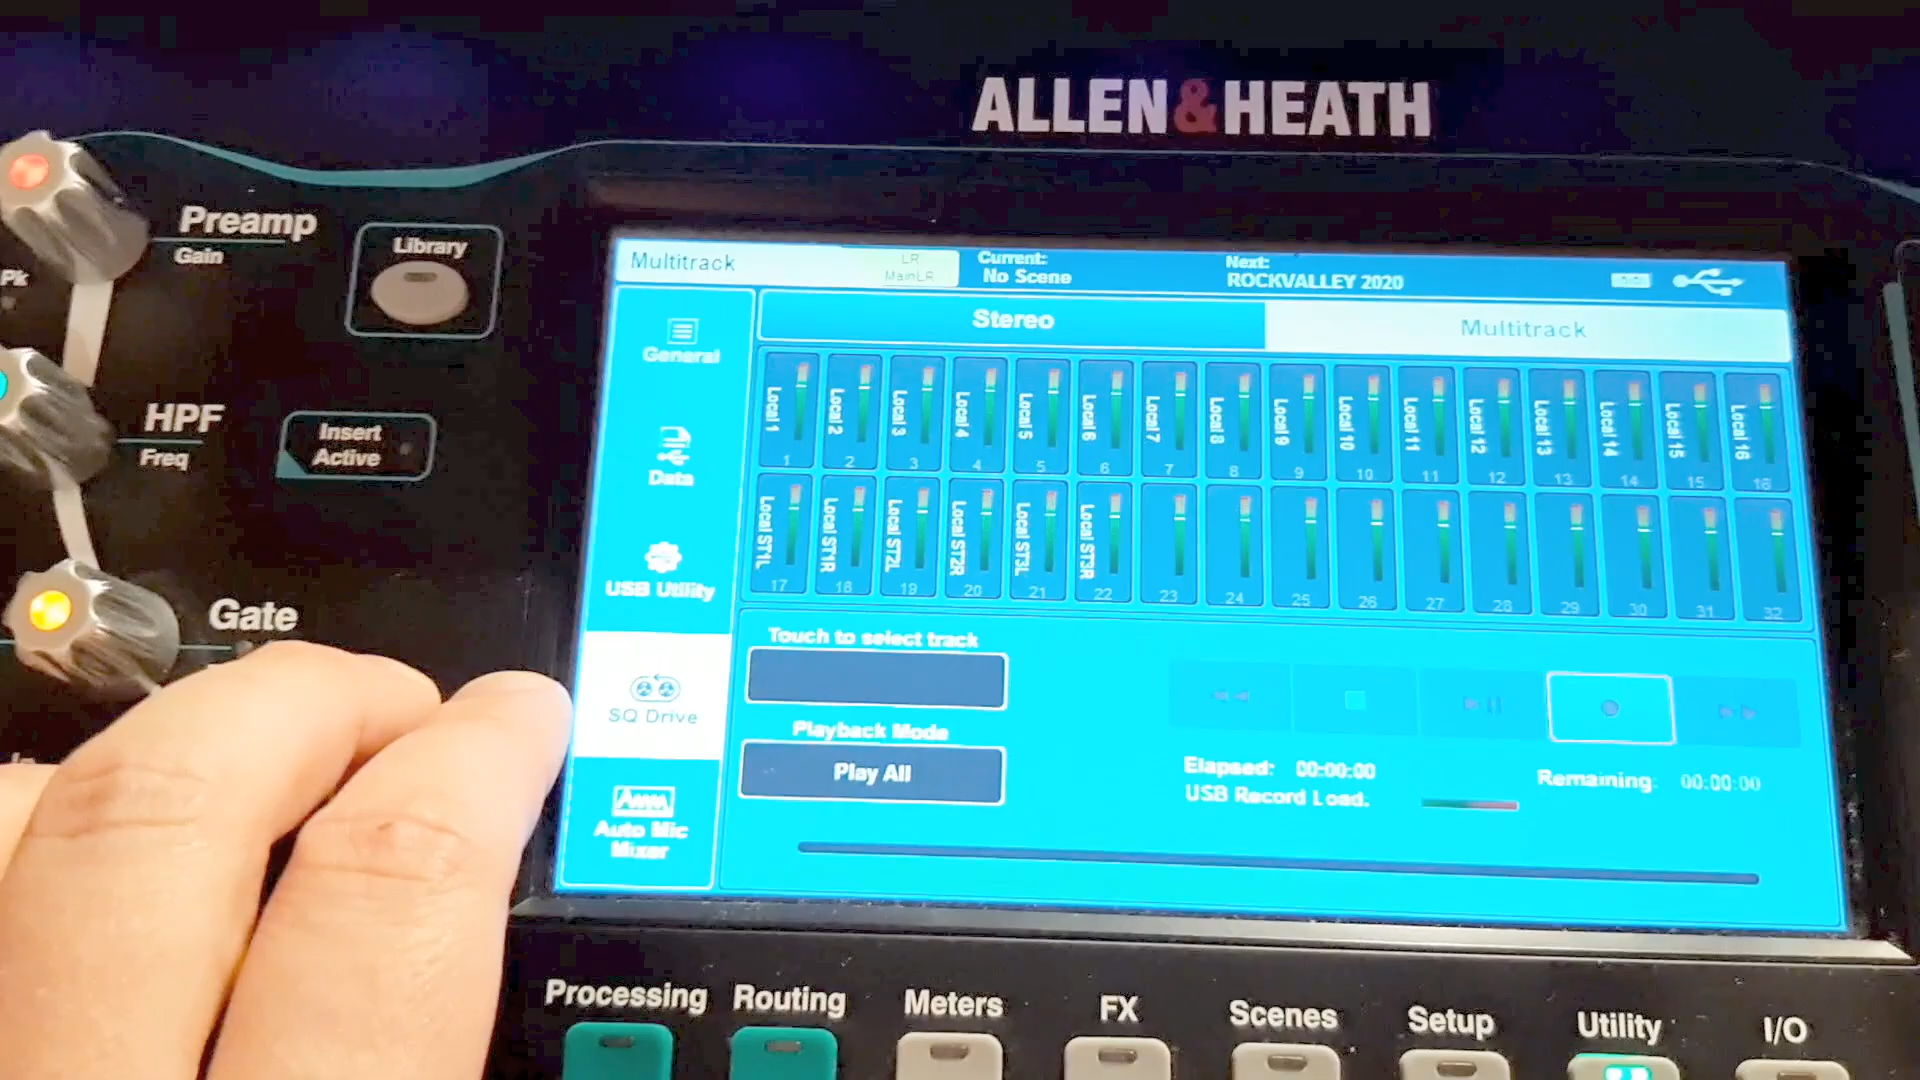 ALLEN&HEATH
Preamp
Gain
Library
Pk
HPF
Freq
Insert
Active
Gate
In
Multitrack
LR
MainLR
Current:
No Scene
Next:
ROCKVALLEY 2020
Stereo
Multitrack
General
Data
USB Utility
SQ Drive
Auto Mic
Mixer
Local 1
Local 2
Local 3
Local 4
Local 5
Local 6
Local 7
Local 8
Local 9
Local 10
Local 11
Local 12
Local 13
Local 14
Local 15
Local 16
1 2 3 4 5 6 7 8 9 10 11 12 13 14 15 16
Local ST1L
Local ST1R
Local ST2L
Local ST2R
Local ST3L
Local ST3R
17 18 19 20 21 22 23 24 25 26 27 28 29 30 31 32
Touch to select track
Playback Mode
Play All
Elapsed: 00:00:00
Remaining: 00:00:00
USB Record Load.
Processing
Routing
Meters
FX
Scenes
Setup
Utility
I/O